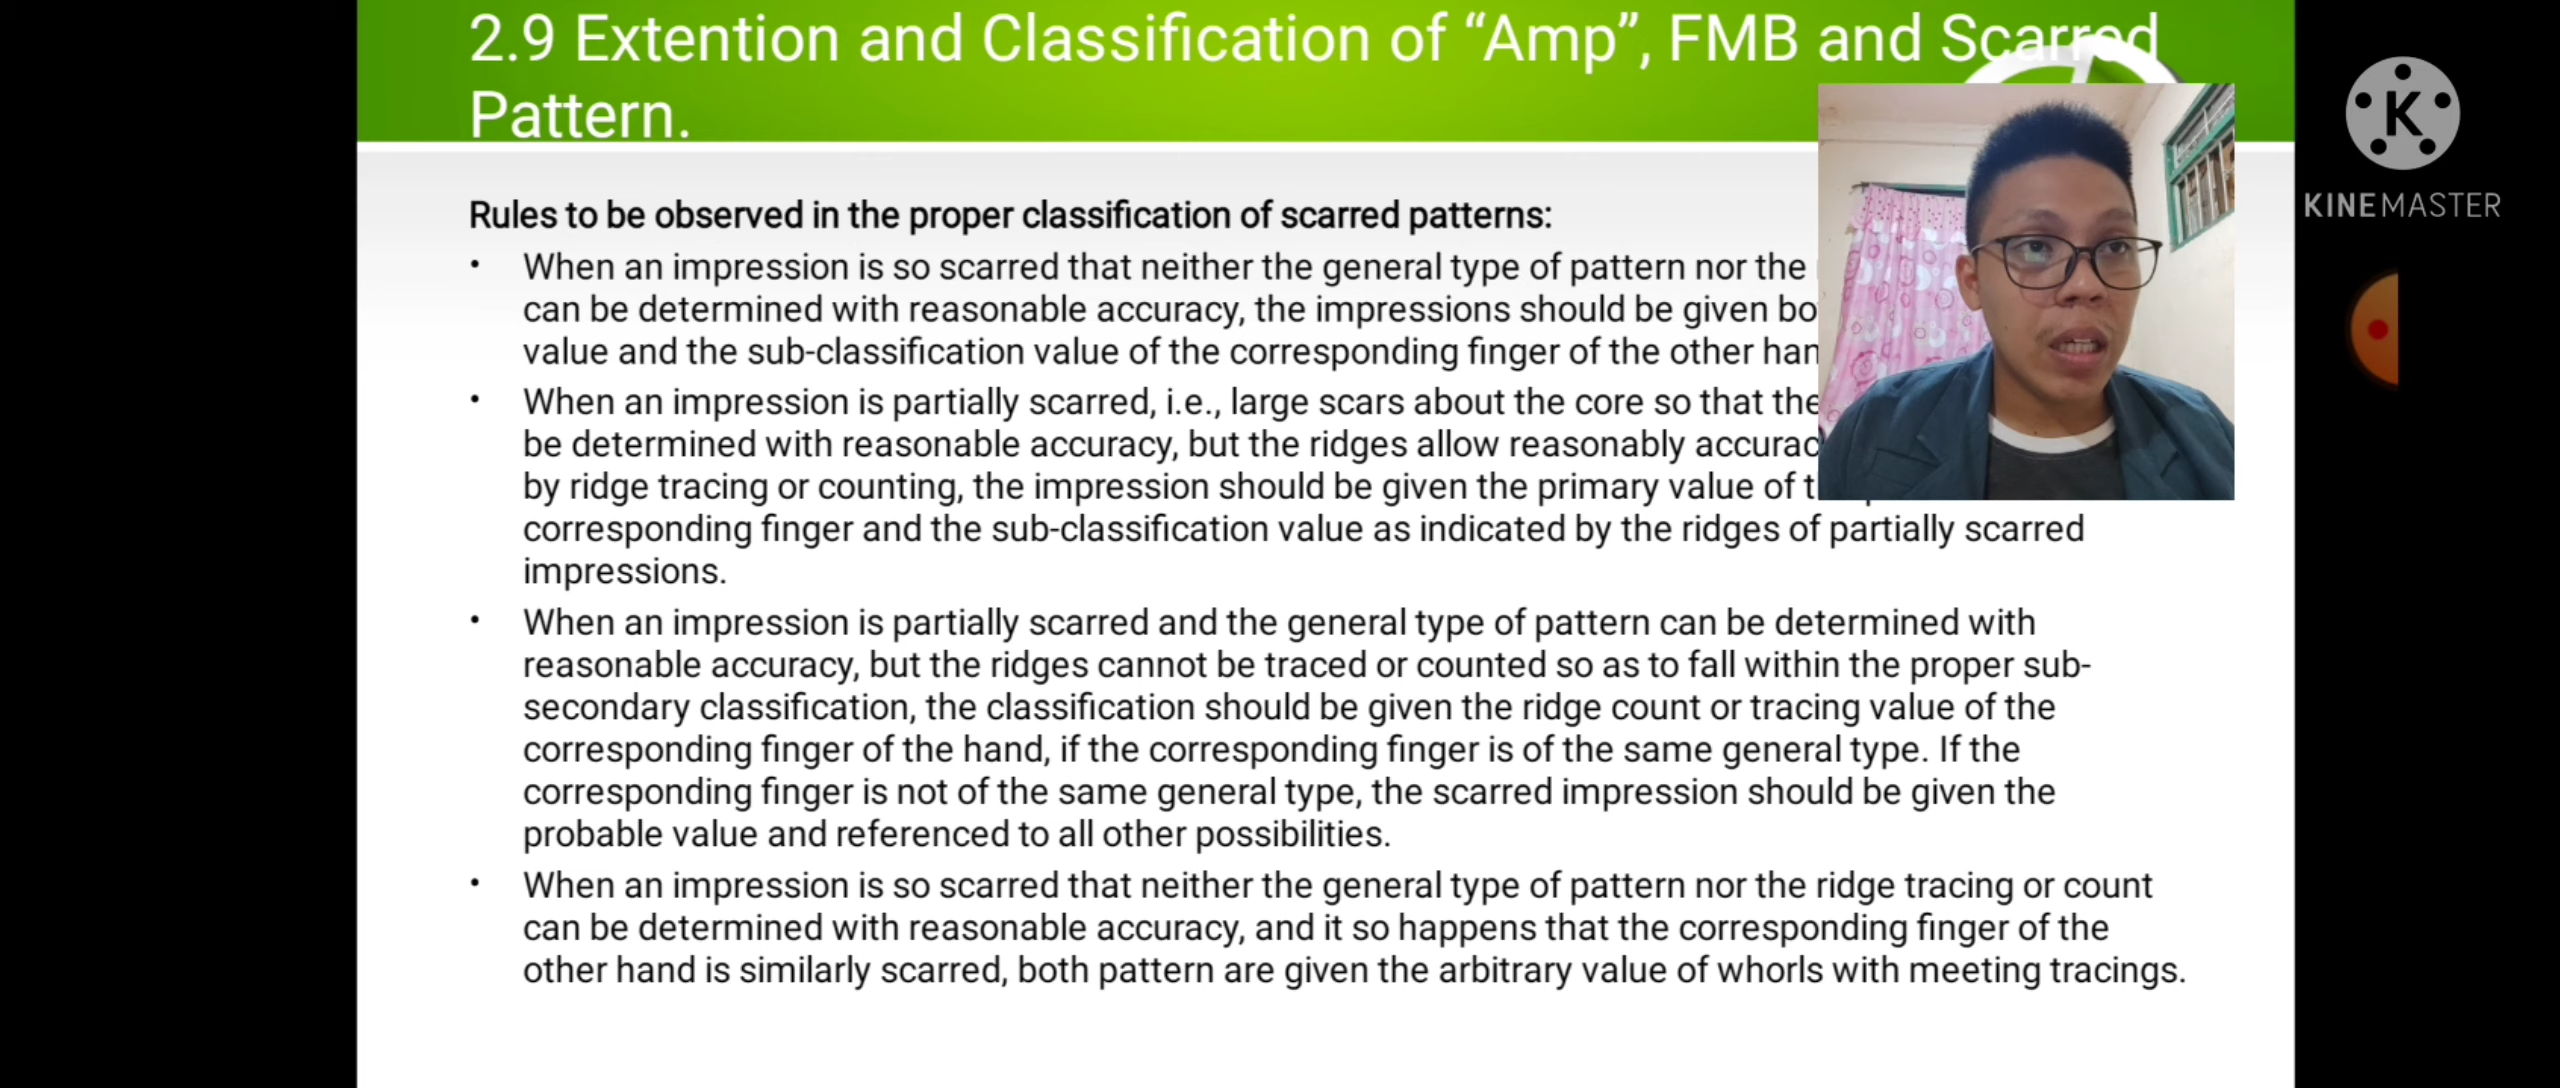 2.9 Extention and Classification of “Amp”, FMB and Scarred
Pattern.
Rules to be observed in the proper classification of scarred patterns:
• When an impression is so scarred that neither the general type of pattern nor the
can be determined with reasonable accuracy, the impressions should be given
value and the sub-classification value of the corresponding finger of the other
• When an impression is partially scarred, i.e., large scars about the core so that the
be determined with reasonable accuracy, but the ridges allow reasonably
by ridge tracing or counting, the impression should be given the primary value of
corresponding finger and the sub-classification value as indicated by the ridges of partially scarred
impressions.
• When an impression is partially scarred and the general type of pattern can be determined with
reasonable accuracy, but the ridges cannot be traced or counted so as to fall within the proper sub-
secondary classification, the classification should be given the ridge count or tracing value of the
corresponding finger of the hand, if the corresponding finger is of the same general type. If the
corresponding finger is not of the same general type, the scarred impression should be given the
probable value and referenced to all other possibilities.
• When an impression is so scarred that neither the general type of pattern nor the ridge tracing or count
can be determined with reasonable accuracy, and it so happens that the corresponding finger of the
other hand is similarly scarred, both pattern are given the arbitrary value of whorls with meeting tracings.
K
KINEMASTER